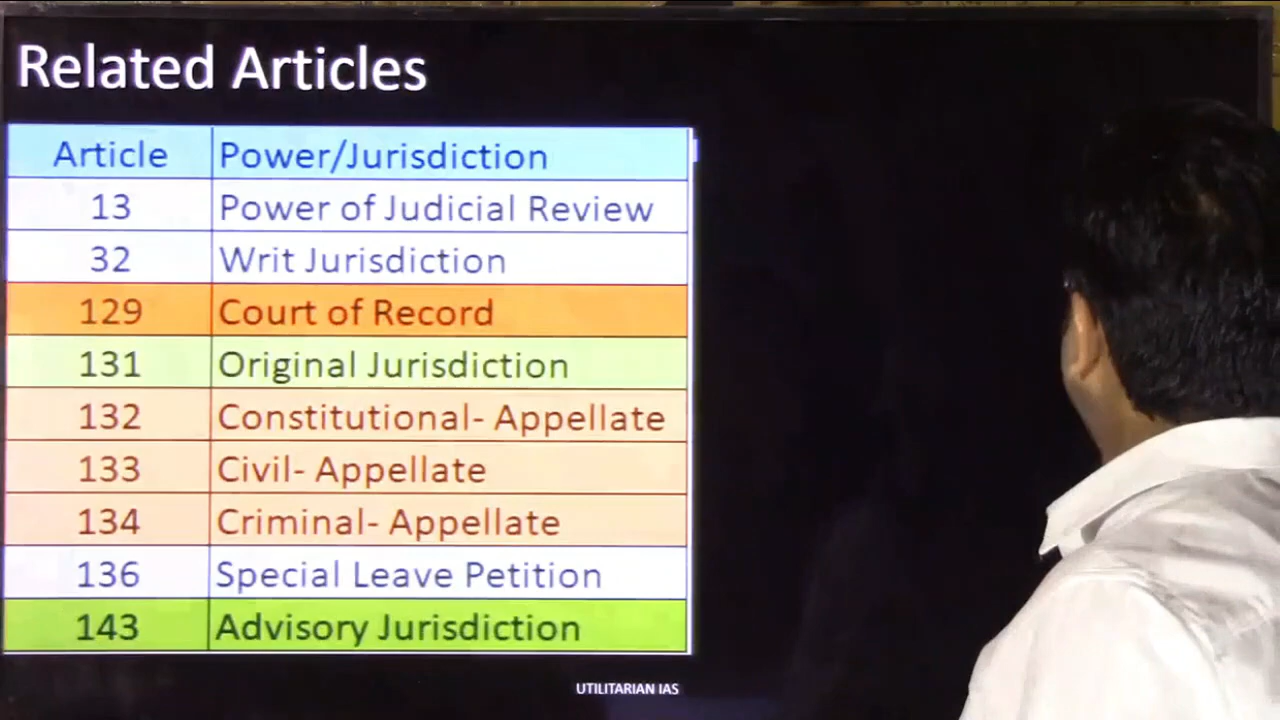 Related Articles
Article Power/Jurisdiction
13 Power of Judicial Review
32 Writ Jurisdiction
129 Court of Record
131 Original Jurisdiction
132 Constitutional- Appellate
133 Civil- Appellate
134 Criminal- Appellate
136 Special Leave Petition
143 Advisory Jurisdiction
UTILITARIAN IAS